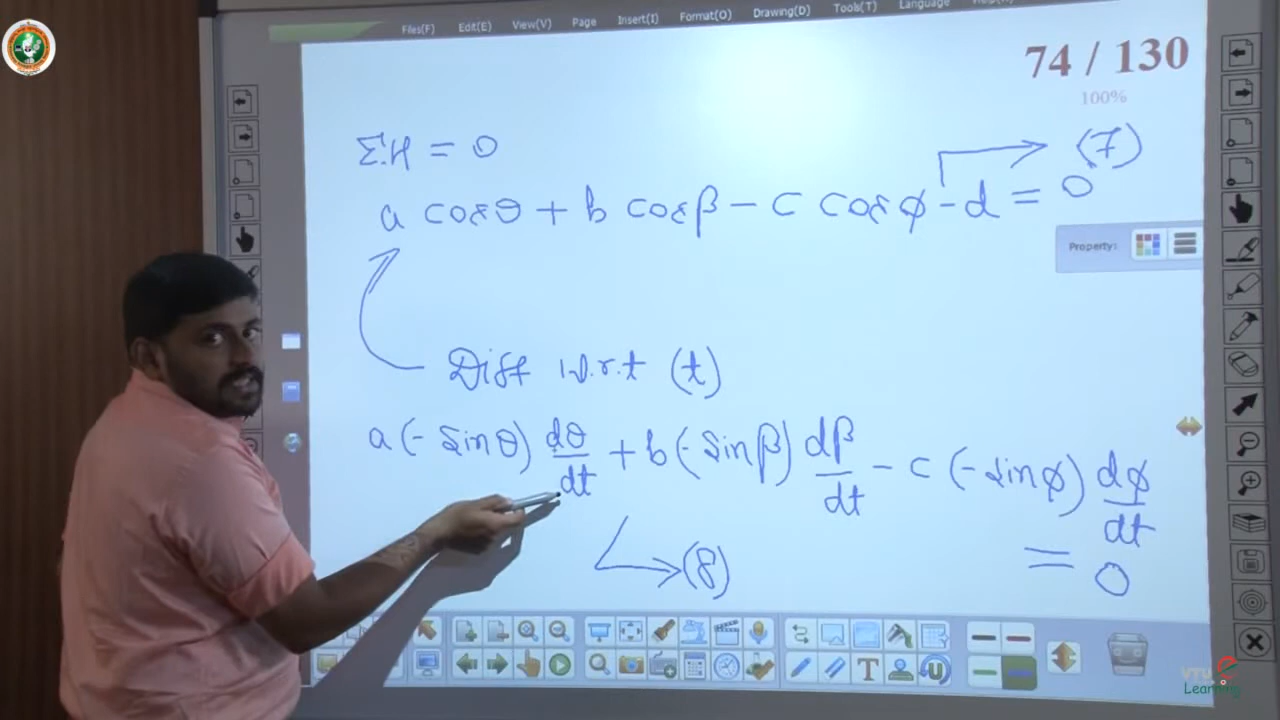 Files(F) Edit(E) View(V) Page Insert(I) Format(O) Drawing(D) Tools(T) Language
74 / 130
100%
ΣH = 0
(7)
a cosθ + b cosβ - c cosϕ - d = 0
Property:
Diff w.r.t (t)
a(- sinθ) dθ/dt + b(- sinβ) dβ/dt - c (-sinϕ) dϕ/dt
= 0
(8)
VTU e
Learning